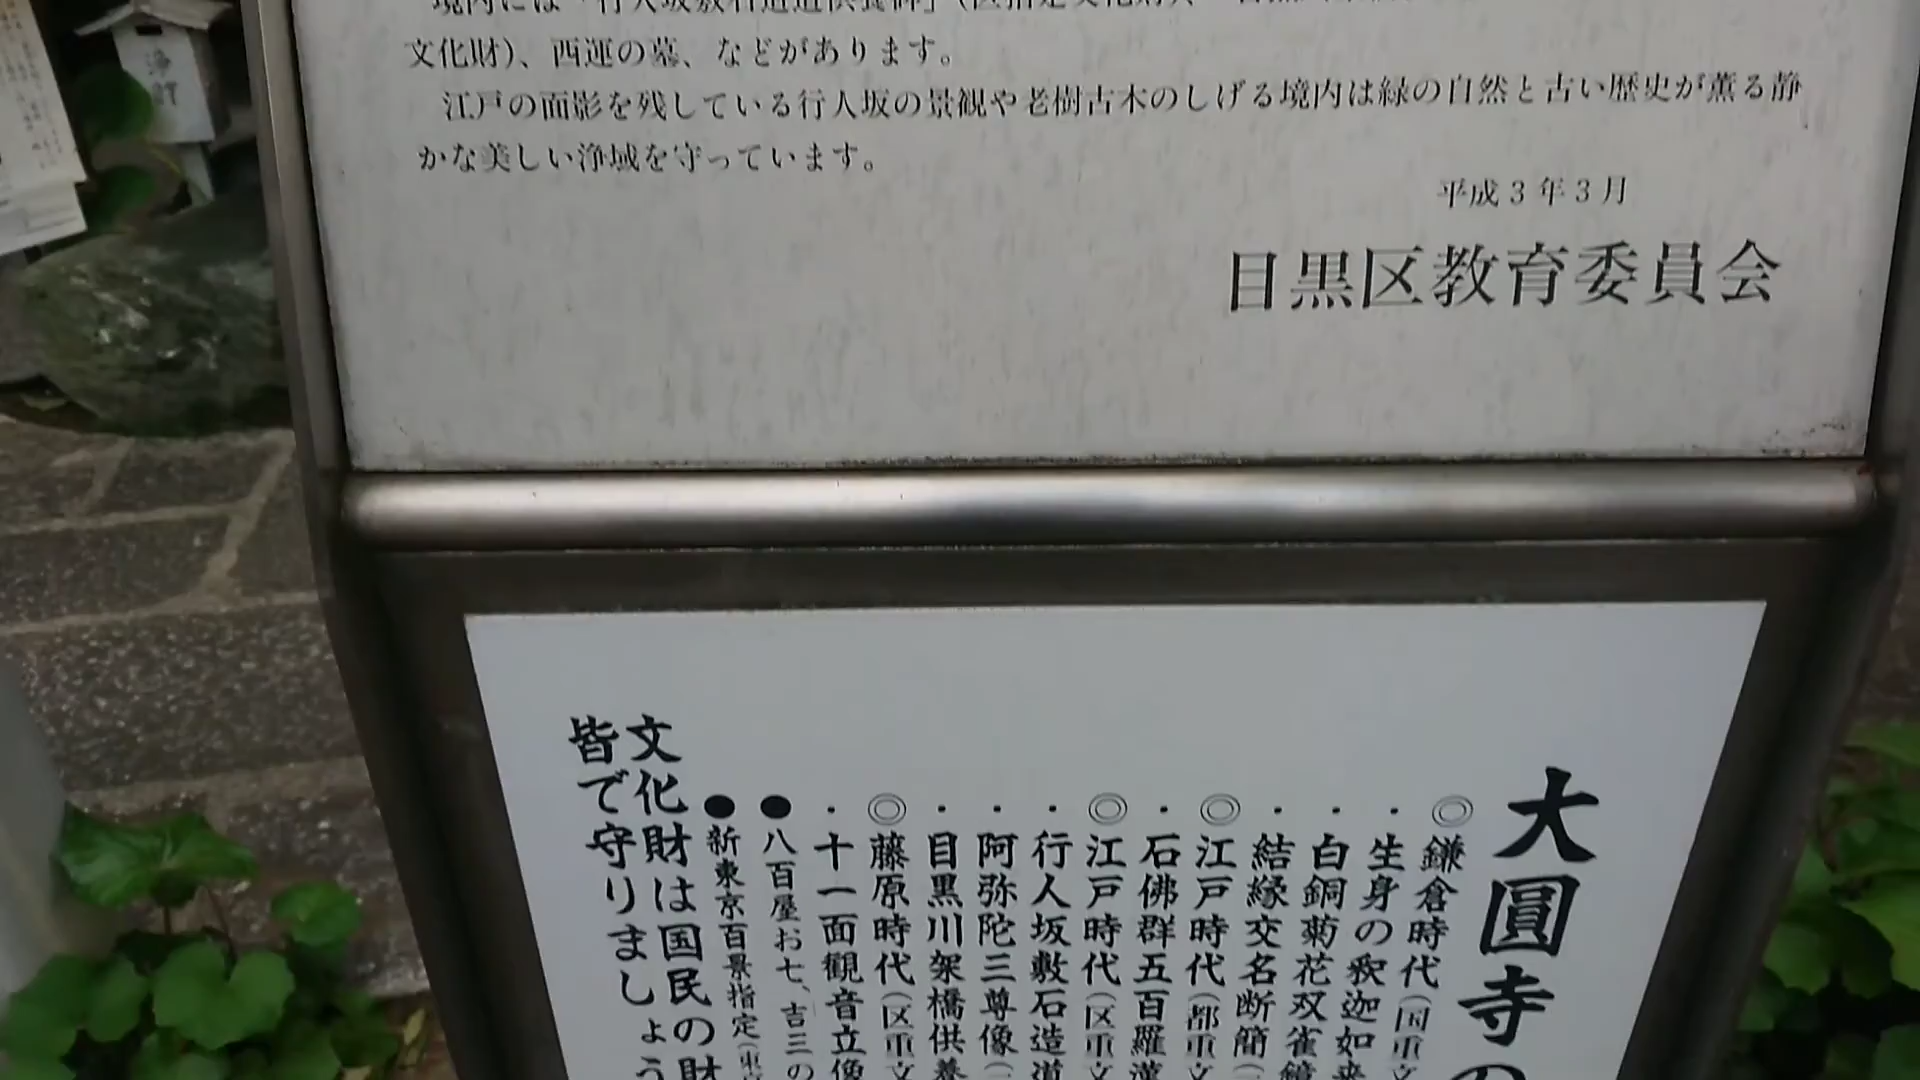 文化財)、西運の墓、などがあります。
江戸の面影を残している行人坂の景観や老樹古木のしげる境内は緑の自然と古い歴史が薫る静
かな美しい浄域を守っています。
平成3年3月
目黒区教育委員会
大圓寺の
◎鎌倉時代(国重文
・生身の釈迦如来
・白銅菊花双雀鏡
・結縁交名断簡(
◎江戸時代(都重文
・石佛群五百羅漢
◎江戸時代(区重文
・行人坂敷石造道
・阿弥陀三尊像(
・目黒川架橋供養
◎藤原時代(区重文
・十一面観音立像
●八百屋お七、吉三の
●新東京百景指定(東京
文化財は国民の財
皆で守りましょう